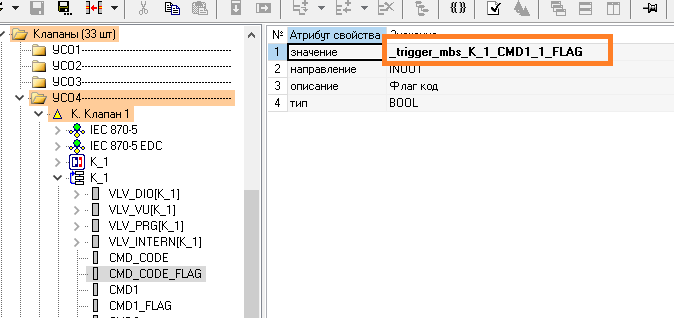 Клапаны (33 шт)
УСО1
УСО2
УСО3
УСО4
К. Клапан 1
IEC 870-5
IEC 870-5 EDC
K_1
K_1
VLV_DIO[K_1]
VLV_VU[K_1]
VLV_PRG[K_1]
VLV_INTERN[K_1]
CMD_CODE
CMD_CODE_FLAG
CMD1
CMD1_FLAG
№ Атрибут свойства
1 значение _trigger_mbs_K_1_CMD1_1_FLAG
2 направление INOUT
3 описание Флаг код
4 тип BOOL